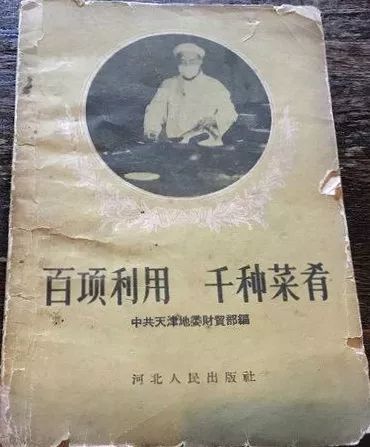 百项利用 千种菜肴
中共天津地委财贸部编
河北人民出版社